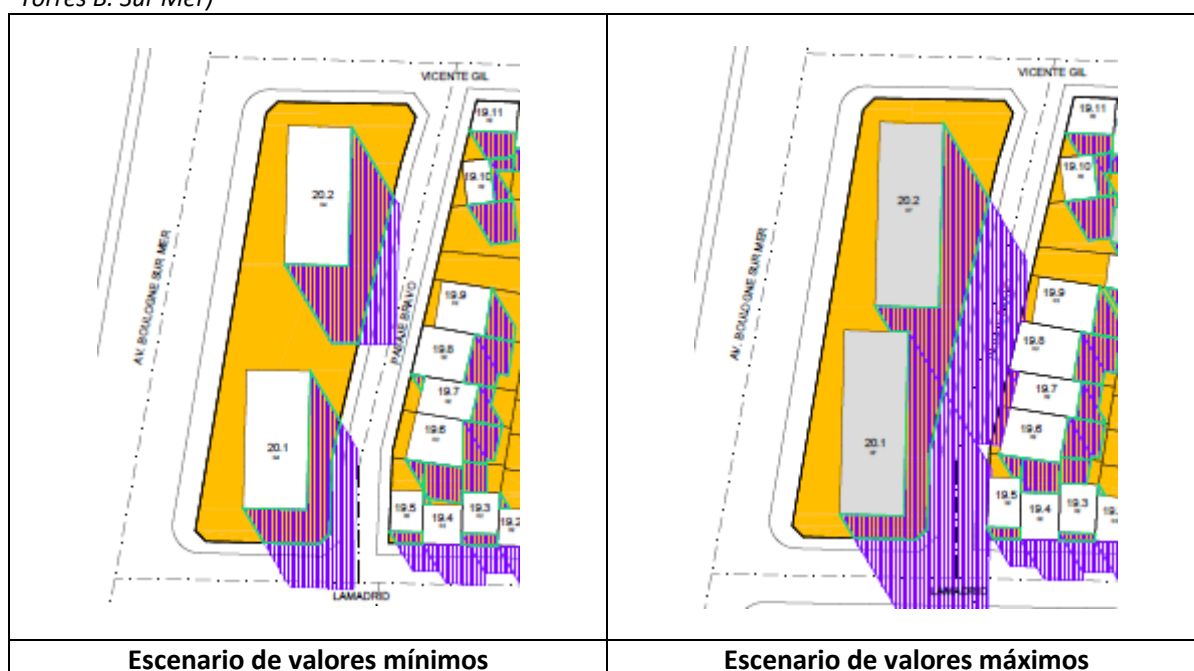 Torres B. Sur Mer)
VICENTE GIL
19.11
19.10
20.2
AV. BOULOGNE SUR MER
PASAJE BRAVO
19.9
19.8
19.7
19.6
20.1
19.5
19.4
19.3
19.2
LAMADRID
VICENTE GIL
19.11
19.10
20.2
AV. BOULOGNE SUR MER
19.9
19.8
19.7
19.6
20.1
19.5
19.4
19.3
LAMADRID
Escenario de valores mínimos
Escenario de valores máximos